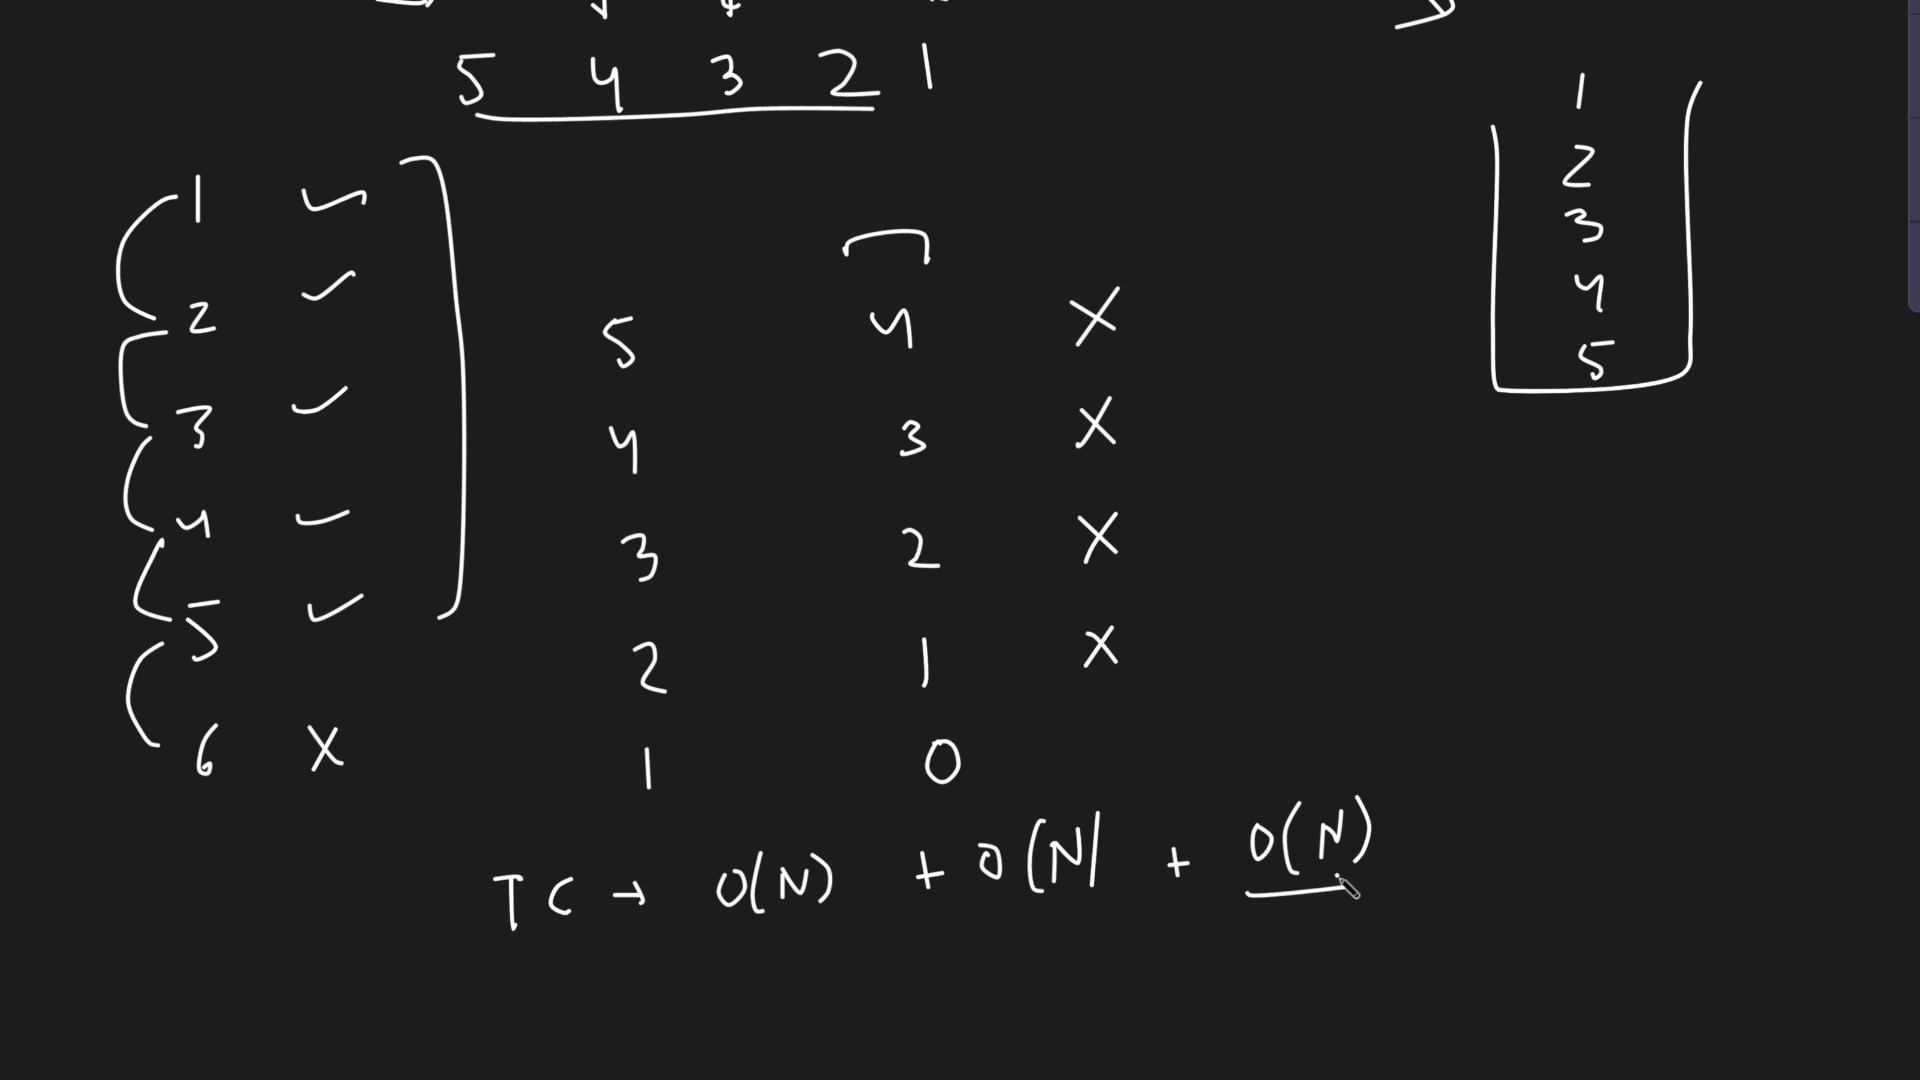 5 4 3 2 1
1 ✓
2 ✓
3 ✓
4 ✓
5 ✓
6 X
5 4 X
4 3 X
3 2 X
2 1 X
1 0
1
2
3
4
5
TC → O(N) + O(N) + O(N)